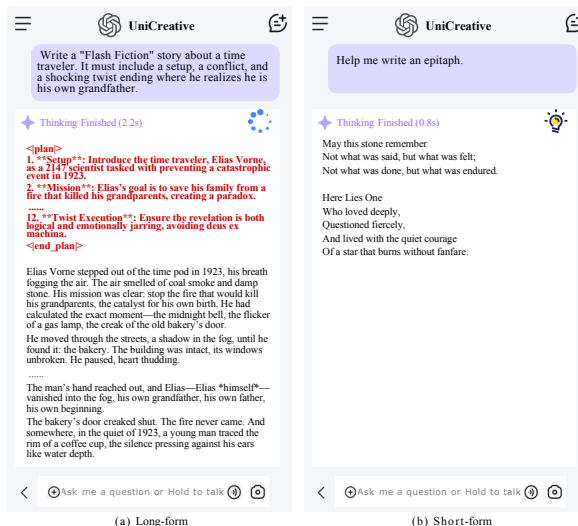 UniCreative
Write a "Flash Fiction" story about a time
traveler. It must include a setup, a conflict, and
a shocking twist ending where he realizes he is
his own grandfather.
Thinking Finished (2.2s)
<|plan|>
1. **Setup**: Introduce the time traveler, Elias Vorne,
as a 2147 scientist tasked with preventing a catastrophic
event in 1923.
2. **Mission**: Elias's goal is to save his family from a
fire that killed his grandparents, creating a paradox.
......
12. **Twist Execution**: Ensure the revelation is both
logical and emotionally jarring, avoiding deus ex
machina.
<|end_plan|>
Elias Vorne stepped out of the time pod in 1923, his breath
fogging the air. The air smelled of coal smoke and damp
stone. His mission was clear: stop the fire that would kill
his grandparents, the catalyst for his own birth. He had
calculated the exact moment—the midnight bell, the flicker
of a gas lamp, the creak of the old bakery's door.
He moved through the streets, a shadow in the fog, until he
found it: the bakery. The building was intact, its windows
unbroken. He paused, heart thudding.
......
The man's hand reached out, and Elias—Elias *himself*—
vanished into the fog, his own grandfather, his own father,
his own beginning.
The bakery's door creaked shut. The fire never came. And
somewhere, in the quiet of 1923, a young man traced the
rim of a coffee cup, the silence pressing against his ears
like water depth.
Ask me a question or Hold to talk
(a) Long-form
UniCreative
Help me write an epitaph.
Thinking Finished (0.8s)
May this stone remember
Not what was said, but what was felt;
Not what was done, but what was endured.
Here Lies One
Who loved deeply,
Questioned fiercely,
And lived with the quiet courage
Of a star that burns without fanfare.
Ask me a question or Hold to talk
(b) Short-form